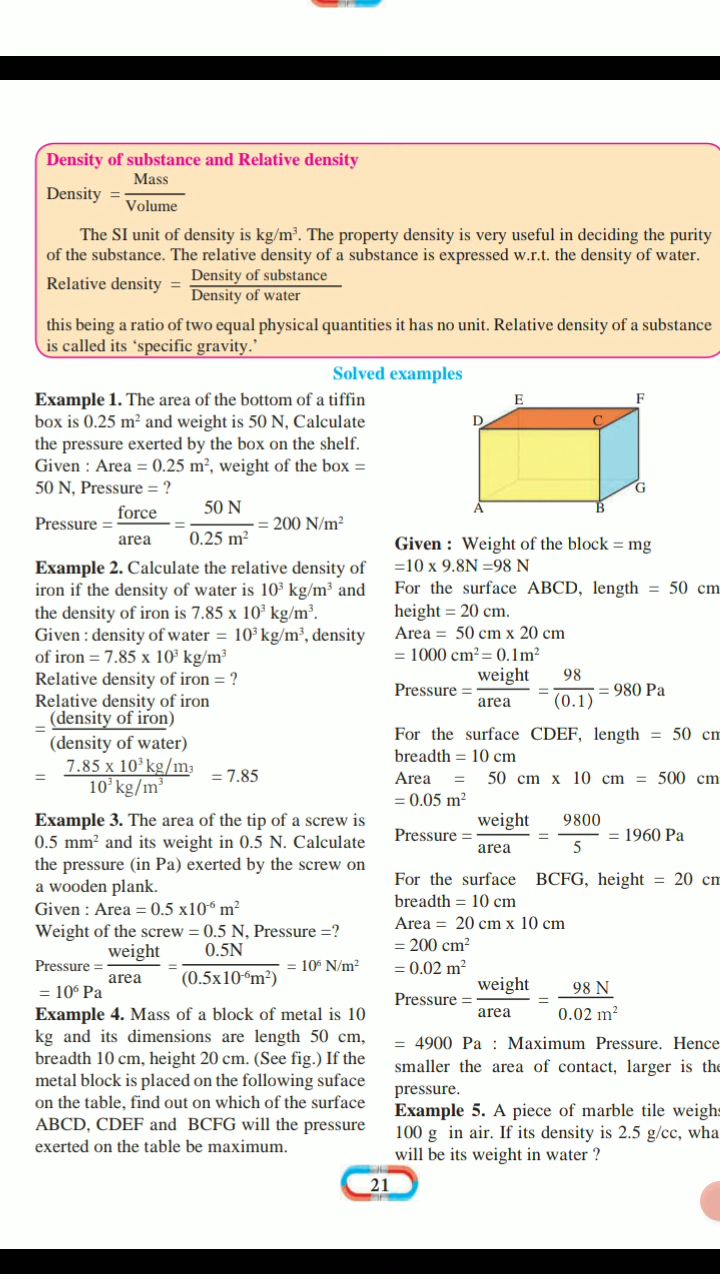 Density of substance and Relative density
Density = Mass / Volume
The SI unit of density is kg/m³. The property density is very useful in deciding the purity
of the substance. The relative density of a substance is expressed w.r.t. the density of water.
Relative density = Density of substance / Density of water
this being a ratio of two equal physical quantities it has no unit. Relative density of a substance
is called its ‘specific gravity.’
Solved examples
Example 1. The area of the bottom of a tiffin
box is 0.25 m² and weight is 50 N, Calculate
the pressure exerted by the box on the shelf.
Given : Area = 0.25 m², weight of the box =
50 N, Pressure = ?
Pressure = force / area = 50 N / 0.25 m² = 200 N/m²
Example 2. Calculate the relative density of
iron if the density of water is 10³ kg/m³ and
the density of iron is 7.85 x 10³ kg/m³.
Given : density of water = 10³ kg/m³, density
of iron = 7.85 x 10³ kg/m³
Relative density of iron = ?
Relative density of iron
= (density of iron) / (density of water)
= 7.85 x 10³ kg/m3 / 10³ kg/m³ = 7.85
Example 3. The area of the tip of a screw is
0.5 mm² and its weight in 0.5 N. Calculate
the pressure (in Pa) exerted by the screw on
a wooden plank.
Given : Area = 0.5 x10⁻⁶ m²
Weight of the screw = 0.5 N, Pressure =?
Pressure = weight / area = 0.5N / (0.5x10⁻⁶m²) = 10⁶ N/m²
= 10⁶ Pa
Example 4. Mass of a block of metal is 10
kg and its dimensions are length 50 cm,
breadth 10 cm, height 20 cm. (See fig.) If the
metal block is placed on the following suface
on the table, find out on which of the surface
ABCD, CDEF and BCFG will the pressure
exerted on the table be maximum.
E F
D C
G
A B
Given : Weight of the block = mg
=10 x 9.8N =98 N
For the surface ABCD, length = 50 cm
height = 20 cm.
Area = 50 cm x 20 cm
= 1000 cm² = 0.1m²
Pressure = weight / area = 98 / (0.1) = 980 Pa
For the surface CDEF, length = 50 cm
breadth = 10 cm
Area = 50 cm x 10 cm = 500 cm
= 0.05 m²
Pressure = weight / area = 9800 / 5 = 1960 Pa
For the surface BCFG, height = 20 cm
breadth = 10 cm
Area = 20 cm x 10 cm
= 200 cm²
= 0.02 m²
Pressure = weight / area = 98 N / 0.02 m²
= 4900 Pa : Maximum Pressure. Hence
smaller the area of contact, larger is the
pressure.
Example 5. A piece of marble tile weighs
100 g in air. If its density is 2.5 g/cc, wha
will be its weight in water ?
21